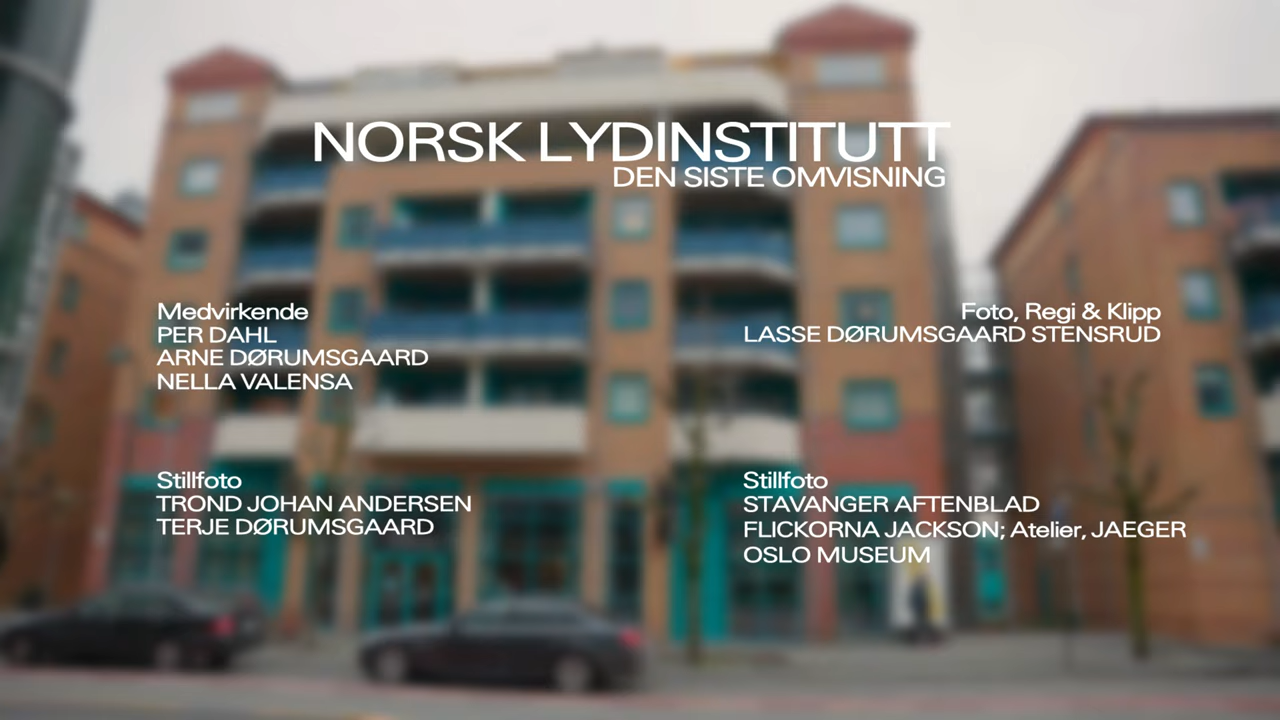 NORSK LYDINSTITUTT
DEN SISTE OMVISNING
Medvirkende
PER DAHL
ARNE DØRUMSGAARD
NELLA VALENSA
Foto, Regi & Klipp
LASSE DØRUMSGAARD STENSRUD
Stillfoto
TROND JOHAN ANDERSEN
TERJE DØRUMSGAARD
Stillfoto
STAVANGER AFTENBLAD
FLICKORNA JACKSON; Atelier, JAEGER
OSLO MUSEUM